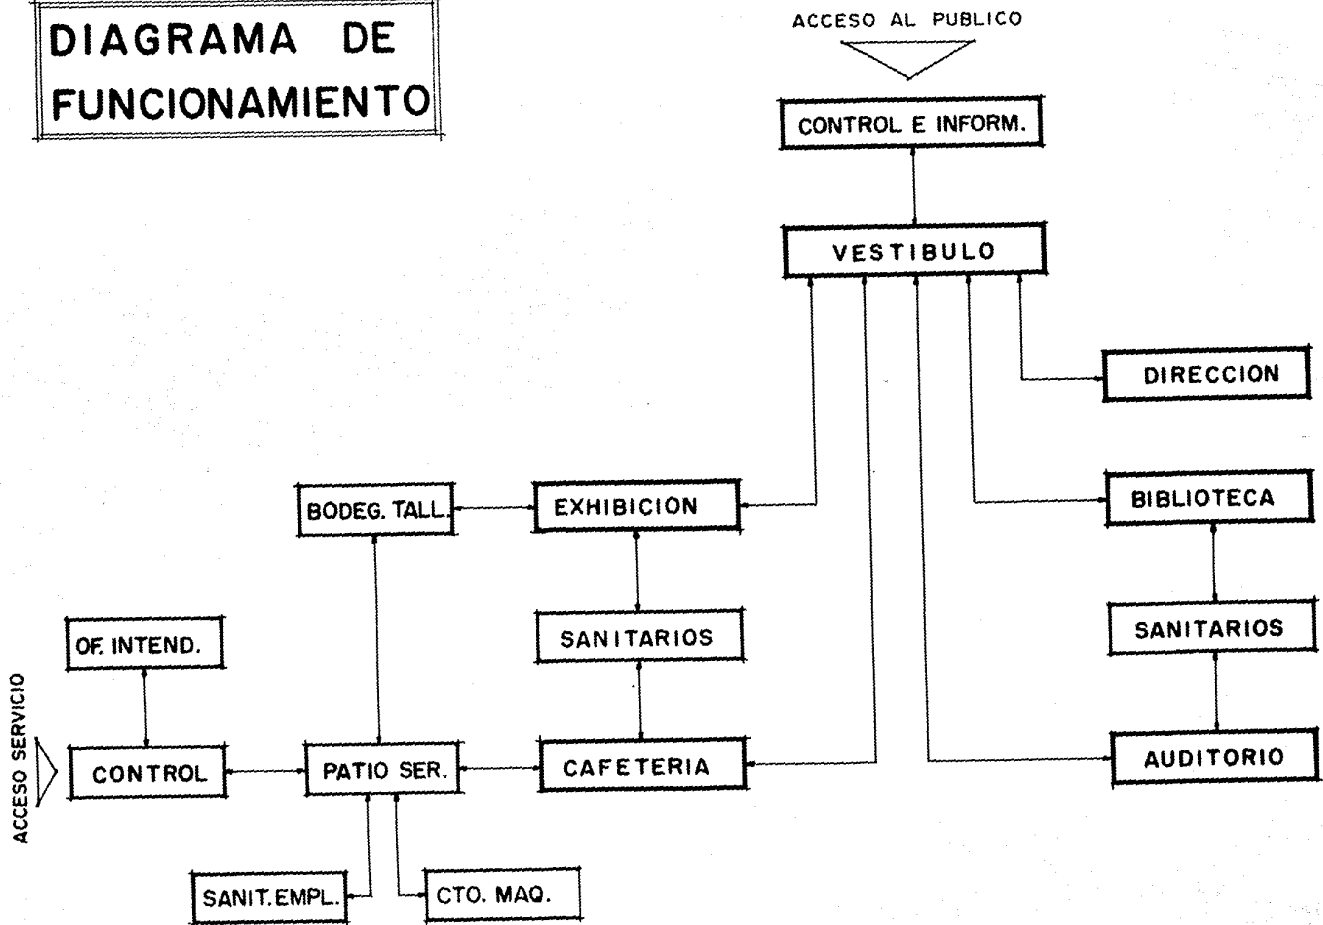 DIAGRAMA DE
FUNCIONAMIENTO
ACCESO AL PUBLICO
CONTROL E INFORM.
VESTIBULO
DIRECCION
BODEG. TALL.
EXHIBICION
BIBLIOTECA
OF. INTEND.
SANITARIOS
SANITARIOS
ACCESO SERVICIO
CONTROL
PATIO SER.
CAFETERIA
AUDITORIO
SANIT. EMPL.
CTO. MAQ.